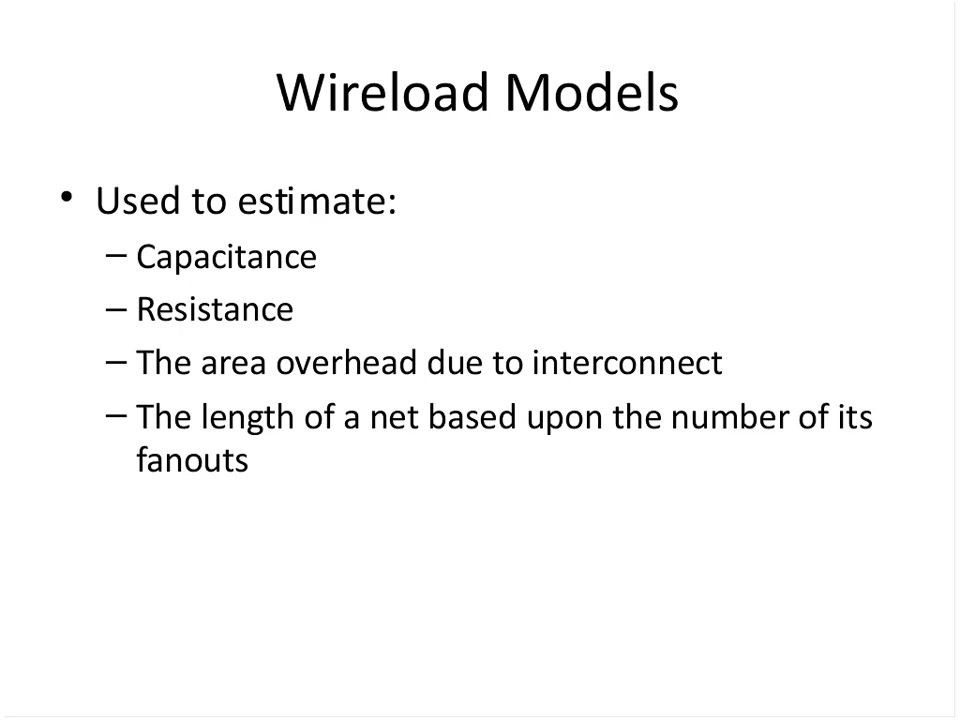 Wireload Models
• Used to estimate:
– Capacitance
– Resistance
– The area overhead due to interconnect
– The length of a net based upon the number of its
fanouts